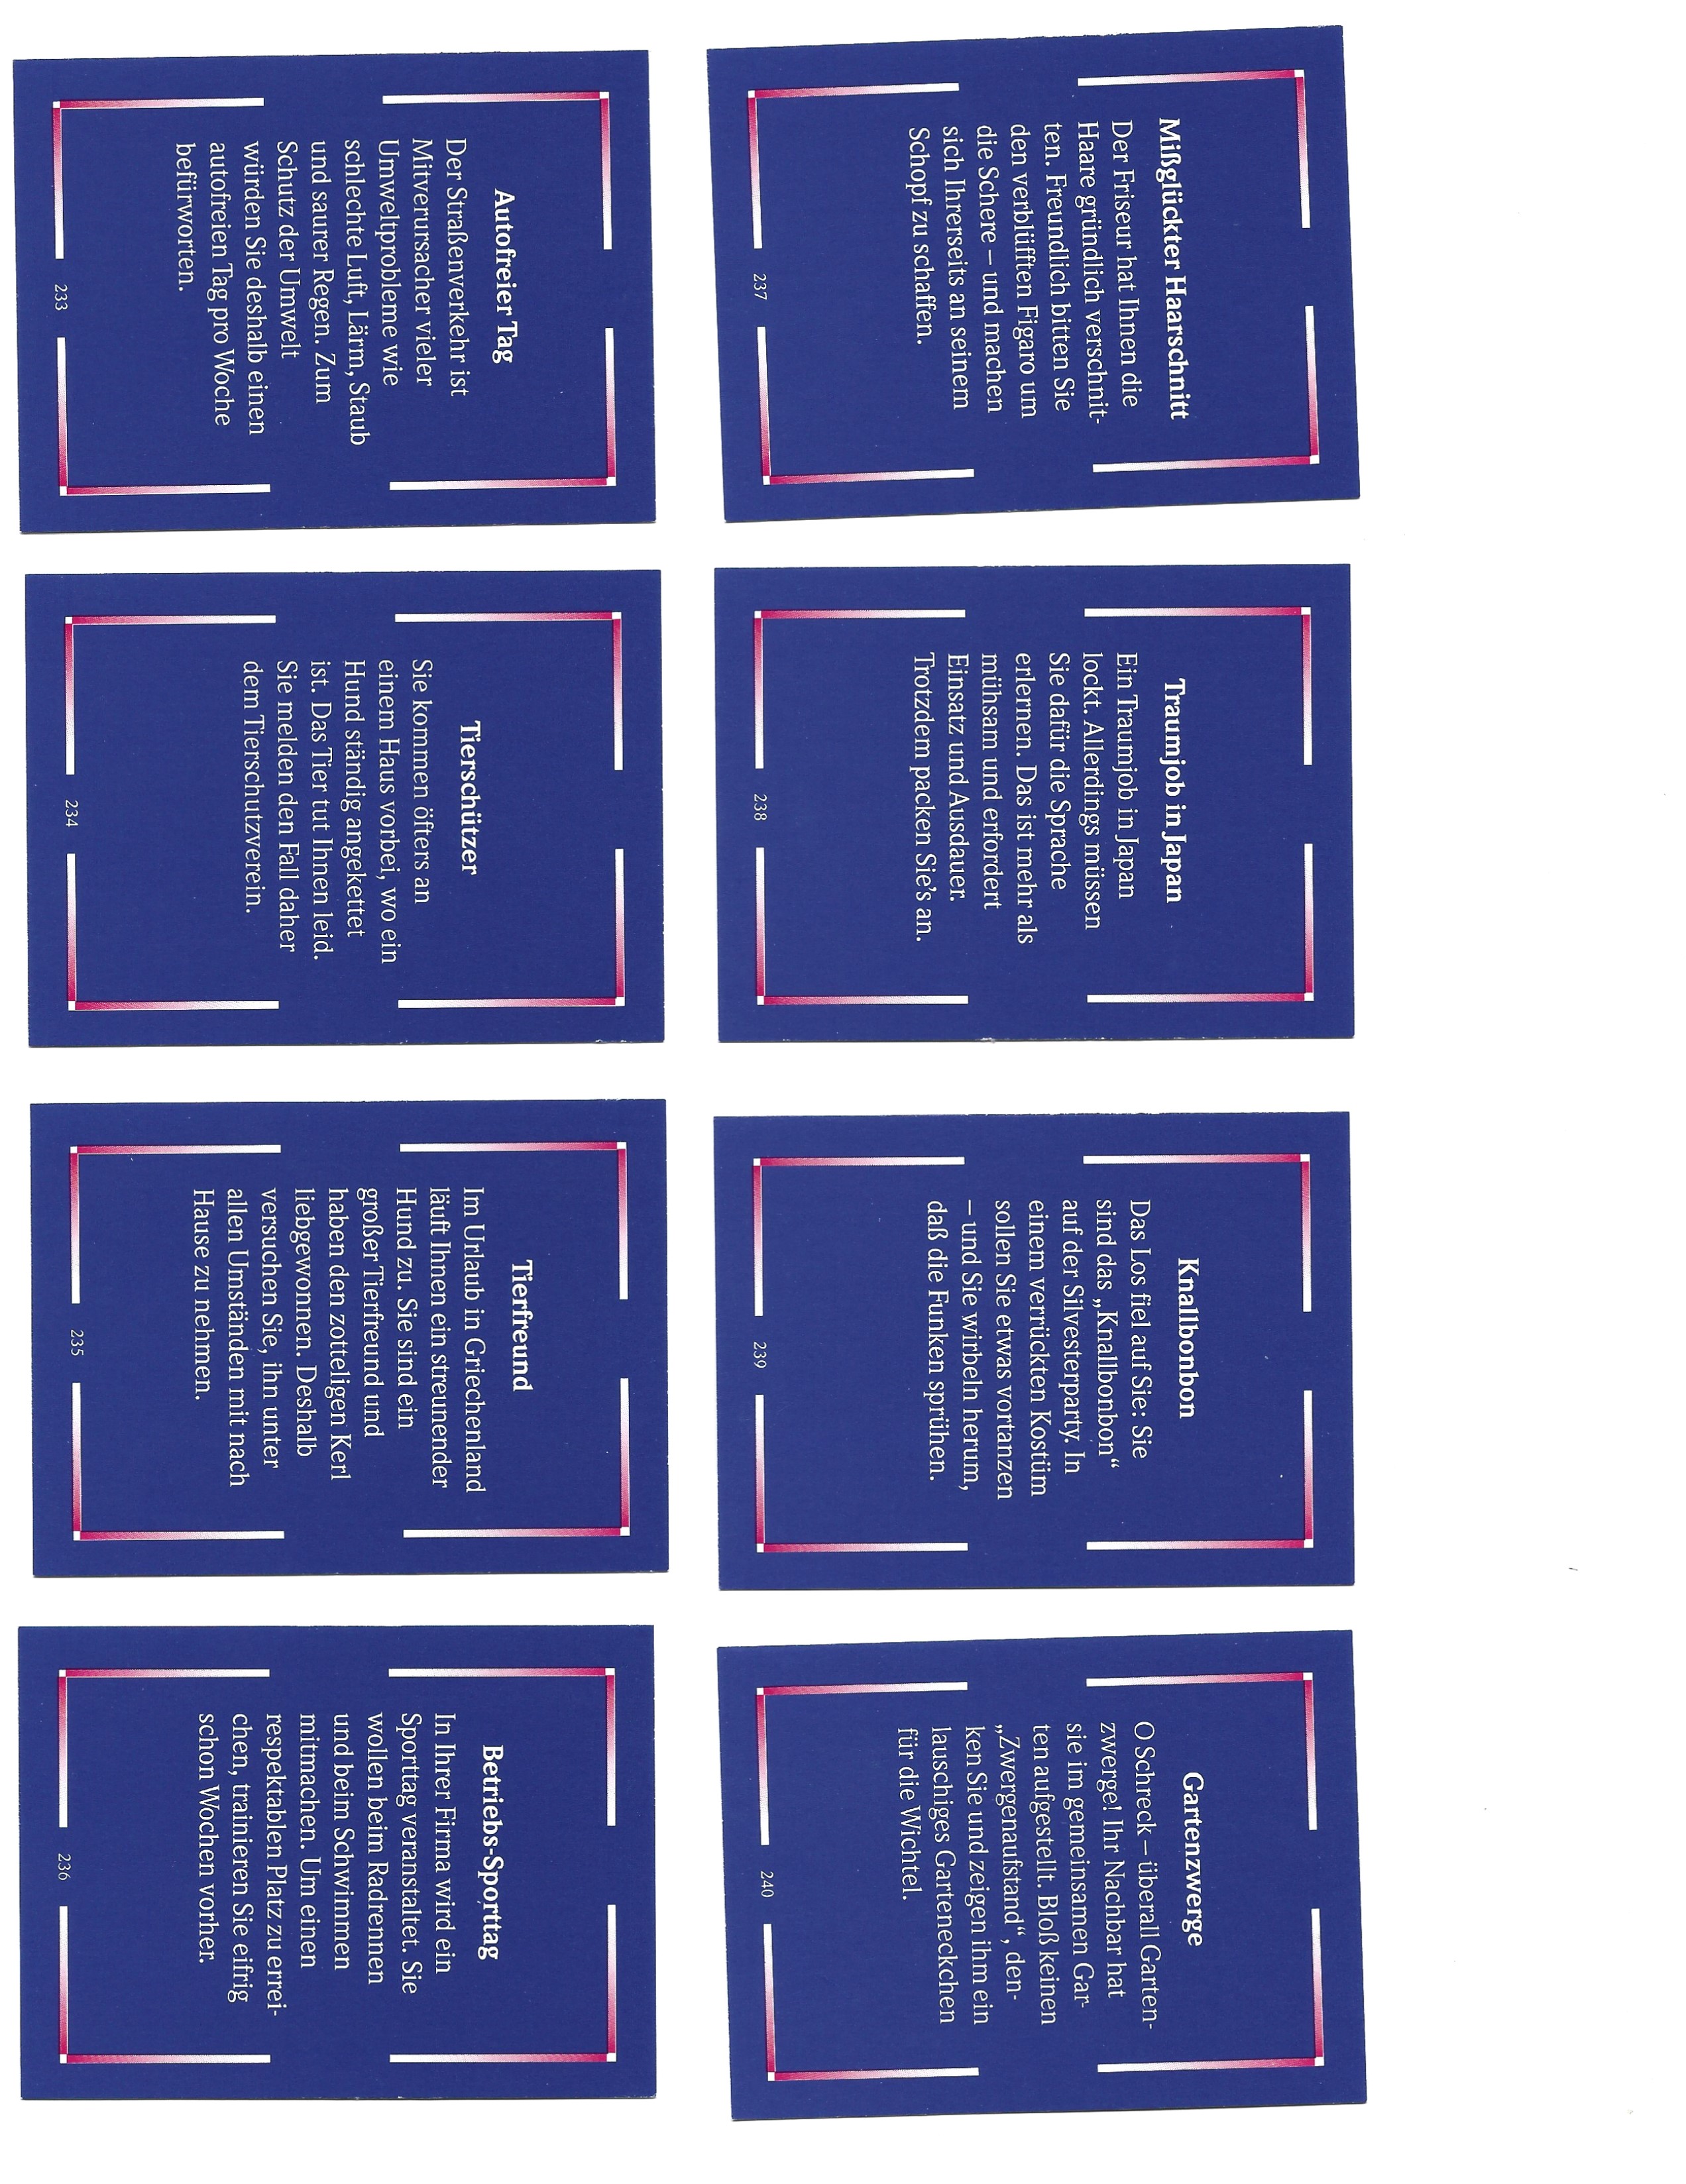 Autofreier Tag
Der Straßenverkehr ist
Mitverursacher vieler
Umweltprobleme wie
schlechte Luft, Lärm, Staub
und saurer Regen. Zum
Schutz der Umwelt
würden Sie deshalb einen
autofreien Tag pro Woche
befürworten.
233
Tierschützer
Sie kommen öfters an
einem Haus vorbei, wo ein
Hund ständig angekettet
ist. Das Tier tut Ihnen leid.
Sie melden den Fall daher
dem Tierschutzverein.
234
Tierfreund
Im Urlaub in Griechenland
läuft Ihnen ein streunender
Hund zu. Sie sind ein
großer Tierfreund und
haben den zotteligen Kerl
liebgewonnen. Deshalb
versuchen Sie, ihn unter
allen Umständen mit nach
Hause zu nehmen.
235
Betriebs-Sporttag
In Ihrer Firma wird ein
Sporttag veranstaltet. Sie
wollen beim Radrennen
und beim Schwimmen
mitmachen. Um einen
respektablen Platz zu errei-
chen, trainieren Sie eifrig
schon Wochen vorher.
236
Mißglückter Haarschnitt
Der Friseur hat Ihnen die
Haare gründlich verschnit-
ten. Freundlich bitten Sie
den verblüfften Figaro um
die Schere – und machen
sich Ihrerseits an seinem
Schopf zu schaffen.
237
Traumjob in Japan
Ein Traumjob in Japan
lockt. Allerdings müssen
Sie dafür die Sprache
erlernen. Das ist mehr als
mühsam und erfordert
Einsatz und Ausdauer.
Trotzdem packen Sie's an.
238
Knallbonbon
Das Los fiel auf Sie: Sie
sind das „Knallbonbon“
auf der Silvesterparty. In
einem verrückten Kostüm
sollen Sie etwas vortanzen
– und Sie wirbeln herum,
daß die Funken sprühen.
239
Gartenzwerge
O Schreck – überall Garten-
zwerge! Ihr Nachbar hat
sie im gemeinsamen Gar-
ten aufgestellt. Bloß keinen
„Zwergenaufstand“, den-
ken Sie und zeigen ihm ein
lauschiges Garteneckchen
für die Wichtel.
240